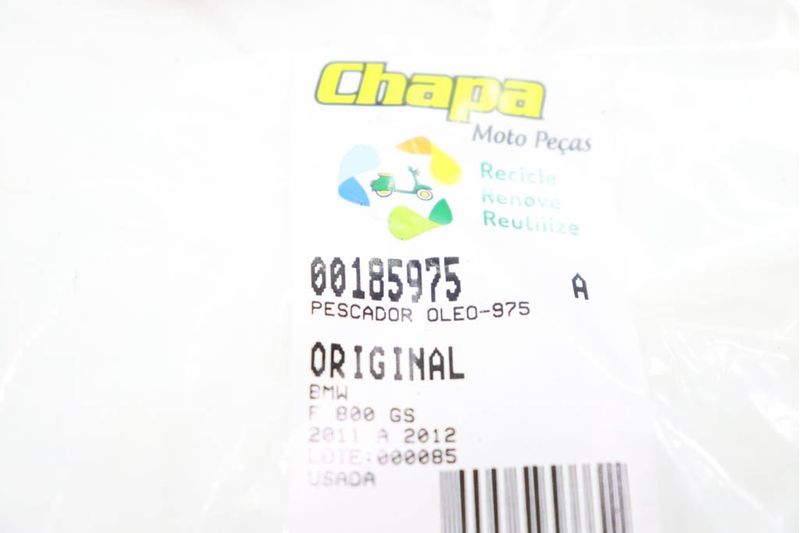 Chapa
Moto Peças
Recicle
Renove
Reutilize
00185975 A
PESCADOR OLEO-975
ORIGINAL
BMW
F 800 GS
2011 A 2012
LOTE:000085
USADA